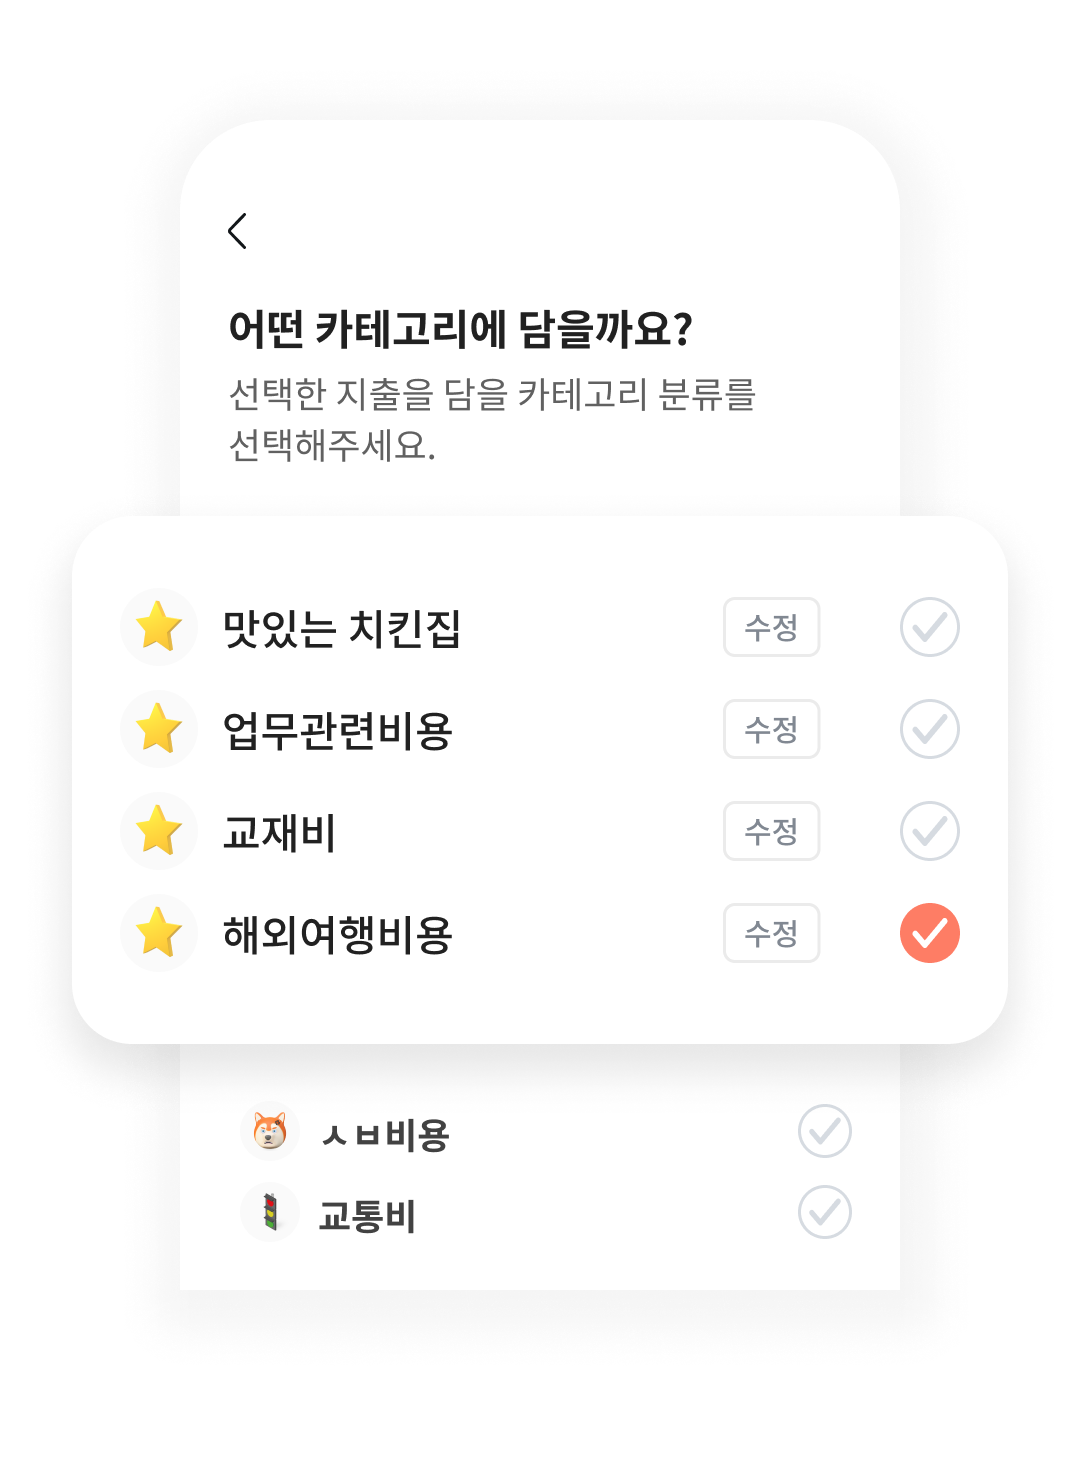 어떤 카테고리에 담을까요?
선택한 지출을 담을 카테고리 분류를
선택해주세요.
맛있는 치킨집 수정
업무관련비용 수정
교재비 수정
해외여행비용 수정
ㅅㅂ비용
교통비